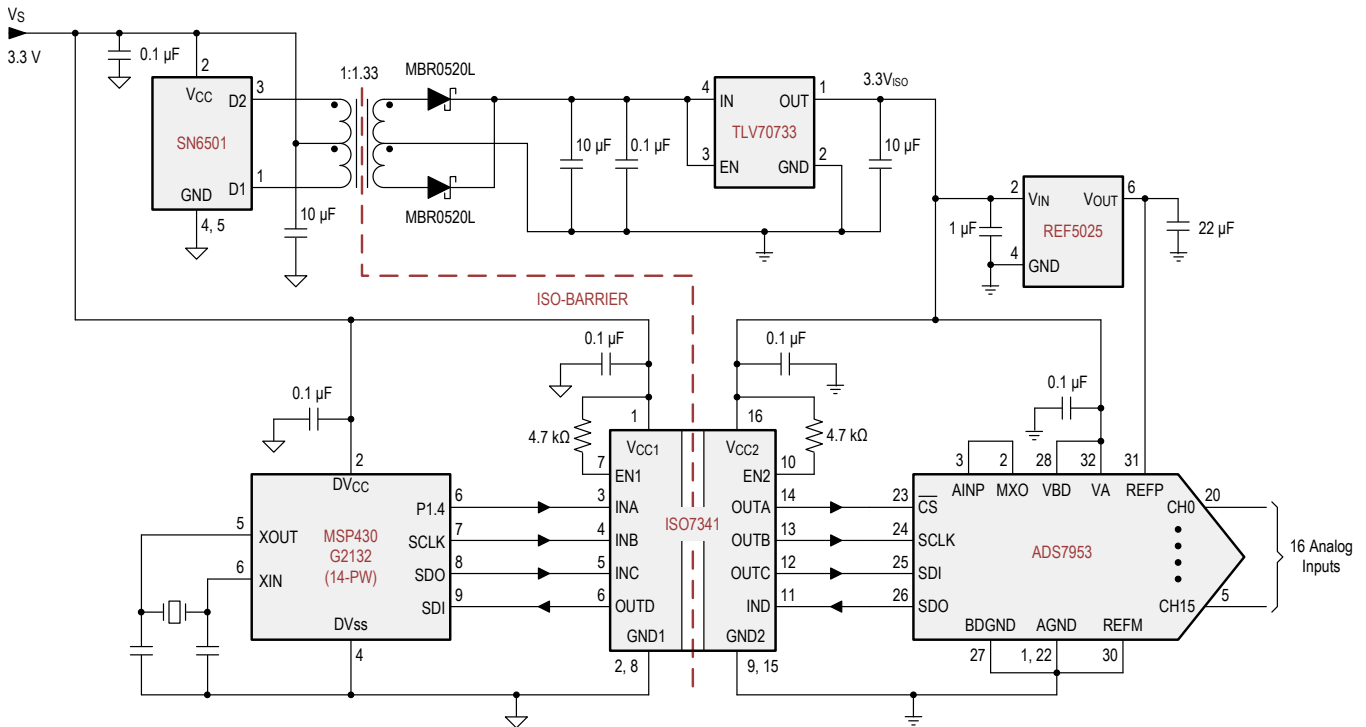 VS
3.3 V
0.1 µF
2
VCC
D2
3
SN6501
D1
1
GND
4, 5
10 µF
1:1.33
MBR0520L
MBR0520L
10 µF
0.1 µF
4
IN
OUT
1
TLV70733
3
EN
GND
2
3.3VISO
10 µF
2
VIN
VOUT
6
REF5025
1 µF
4
GND
22 µF
ISO-BARRIER
0.1 µF
0.1 µF
0.1 µF
0.1 µF
4.7 kΩ
4.7 kΩ
2
DVCC
5
XOUT
6
XIN
MSP430
G2132
(14-PW)
P1.4
6
SCLK
7
SDO
8
SDI
9
DVss
4
1
VCC1
7
EN1
3
INA
4
INB
5
INC
6
OUTD
GND1
2, 8
ISO7341
16
VCC2
10
EN2
14
OUTA
13
OUTB
12
OUTC
11
IND
GND2
9, 15
3
2
28
32
31
AINP
MXO
VBD
VA
REFP
23
CS
24
SCLK
25
SDI
26
SDO
ADS7953
CH0
20
CH15
5
BDGND
AGND
REFM
27
1, 22
30
16 Analog
Inputs